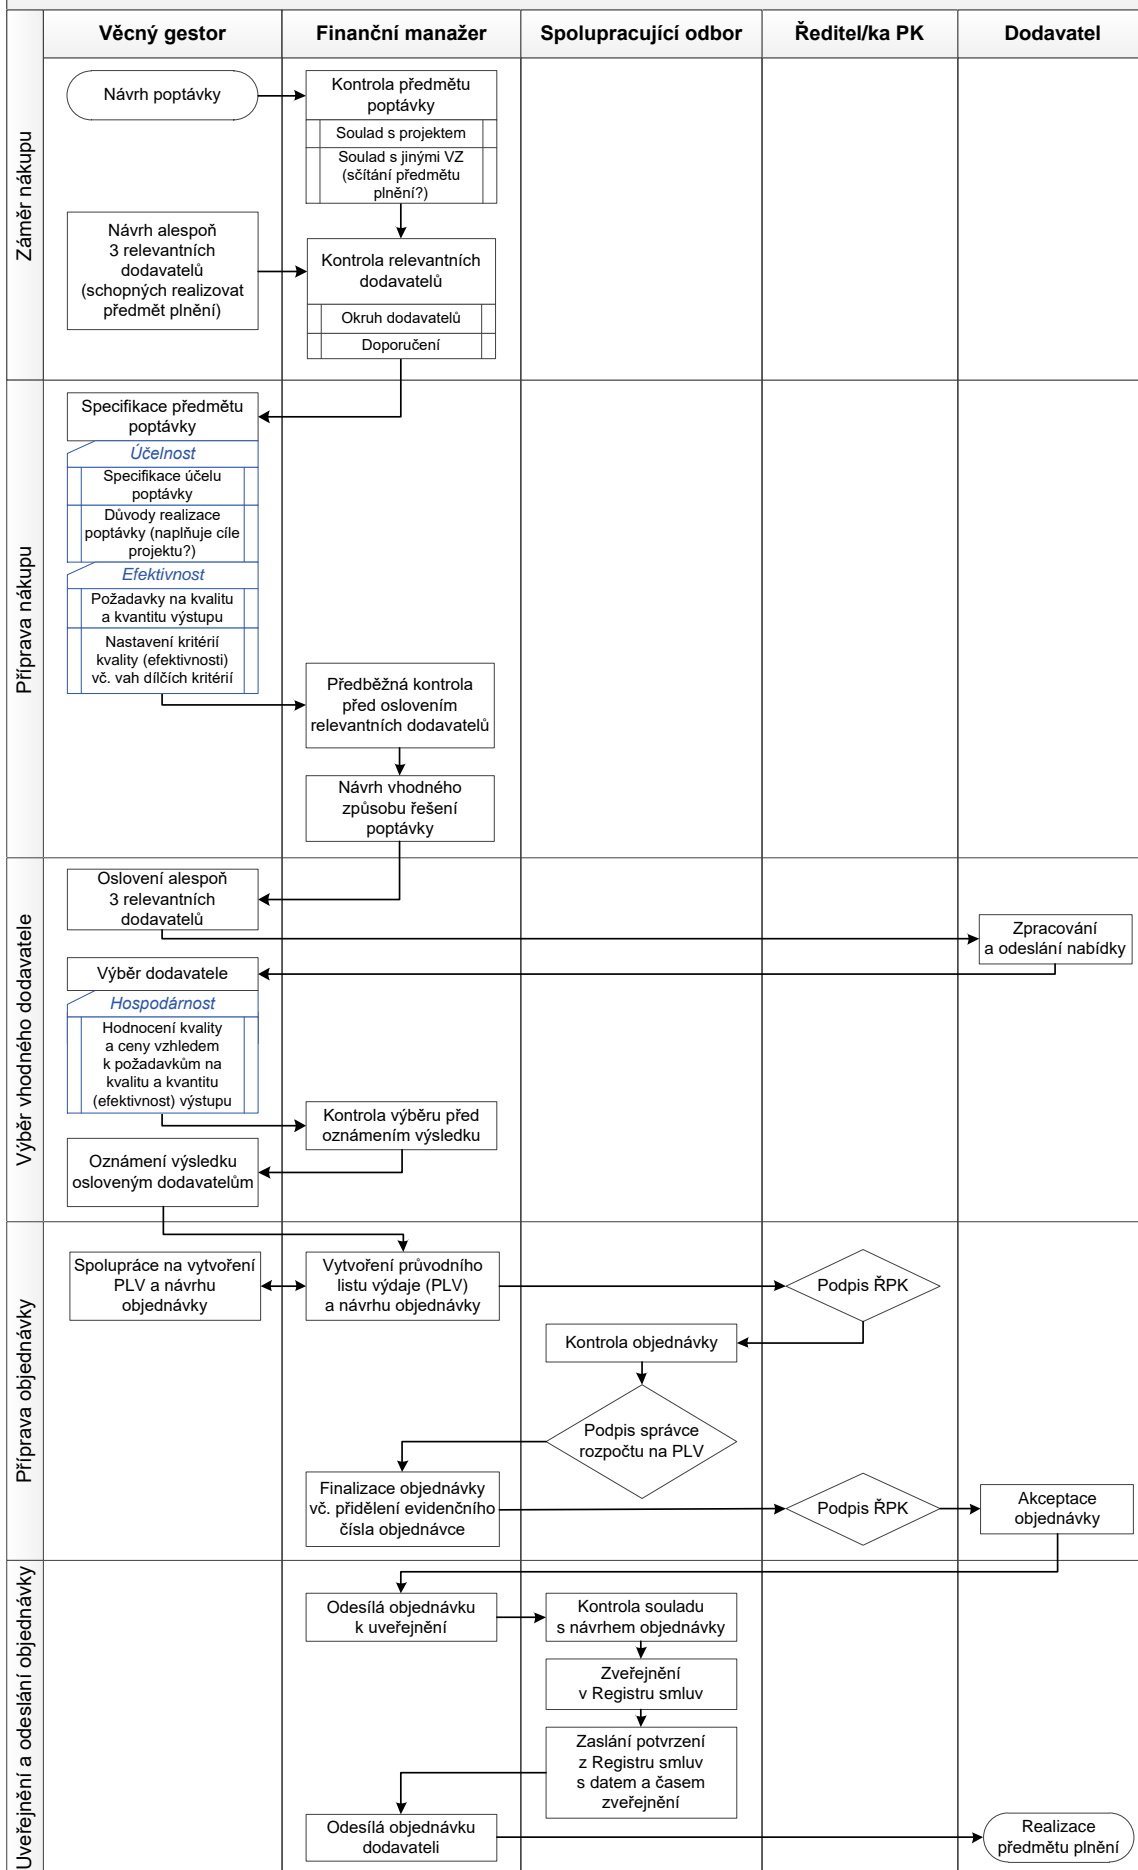 Věcný gestor
Finanční manažer
Spolupracující odbor
Ředitel/ka PK
Dodavatel
Záměr nákupu
Návrh poptávky
Kontrola předmětu
poptávky
Soulad s projektem
Soulad s jinými VZ
(sčítání předmětu
plnění?)
Návrh alespoň
3 relevantních
dodavatelů
(schopných realizovat
předmět plnění)
Kontrola relevantních
dodavatelů
Okruh dodavatelů
Doporučení
Příprava nákupu
Specifikace předmětu
poptávky
Účelnost
Specifikace účelu
poptávky
Důvody realizace
poptávky (naplňuje cíle
projektu?)
Efektivnost
Požadavky na kvalitu
a kvantitu výstupu
Nastavení kritérií
kvality (efektivnosti)
vč. vah dílčích kritérií
Předběžná kontrola
před oslovením
relevantních dodavatelů
Návrh vhodného
způsobu řešení
poptávky
Výběr vhodného dodavatele
Oslovení alespoň
3 relevantních
dodavatelů
Zpracování
a odeslání nabídky
Výběr dodavatele
Hospodárnost
Hodnocení kvality
a ceny vzhledem
k požadavkům na
kvalitu a kvantitu
(efektivnost) výstupu
Kontrola výběru před
oznámením výsledku
Oznámení výsledku
osloveným dodavatelům
Příprava objednávky
Spolupráce na vytvoření
PLV a návrhu
objednávky
Vytvoření průvodního
listu výdaje (PLV)
a návrhu objednávky
Podpis ŘPK
Kontrola objednávky
Podpis správce
rozpočtu na PLV
Finalizace objednávky
vč. přidělení evidenčního
čísla objednávce
Podpis ŘPK
Akceptace
objednávky
Uveřejnění a odeslání objednávky
Odesílá objednávku
k uveřejnění
Kontrola souladu
s návrhem objednávky
Zveřejnění
v Registru smluv
Zaslání potvrzení
z Registru smluv
s datem a časem
zveřejnění
Odesílá objednávku
dodavateli
Realizace
předmětu plnění